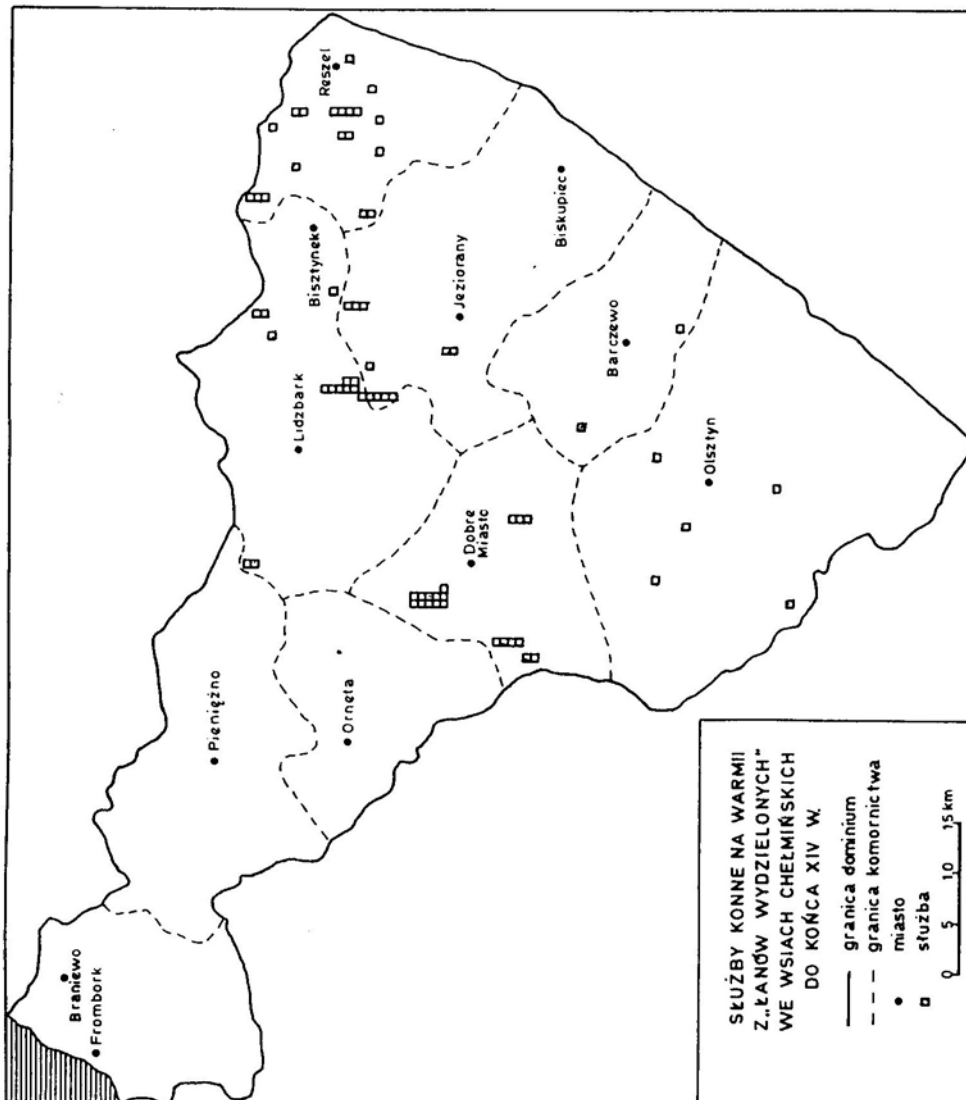 Braniewo
Frombork
Pieniężno
Orneta
Lidzbark
Bisztynek
Reszel
Jeziorany
Biskupiec
Dobre
Miasto
Barczewo
Olsztyn
SŁUŻBY KONNE NA WARMII
Z„ŁANÓW WYDZIELONYCH"
WE WSIACH CHEŁMIŃSKICH
DO KOŃCA XIV W.
granica dominium
granica komornictwa
miasto
służba
0 5 10 15 km